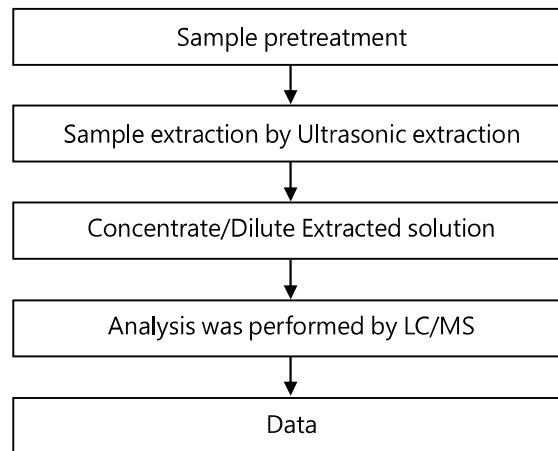 Sample pretreatment
Sample extraction by Ultrasonic extraction
Concentrate/Dilute Extracted solution
Analysis was performed by LC/MS
Data